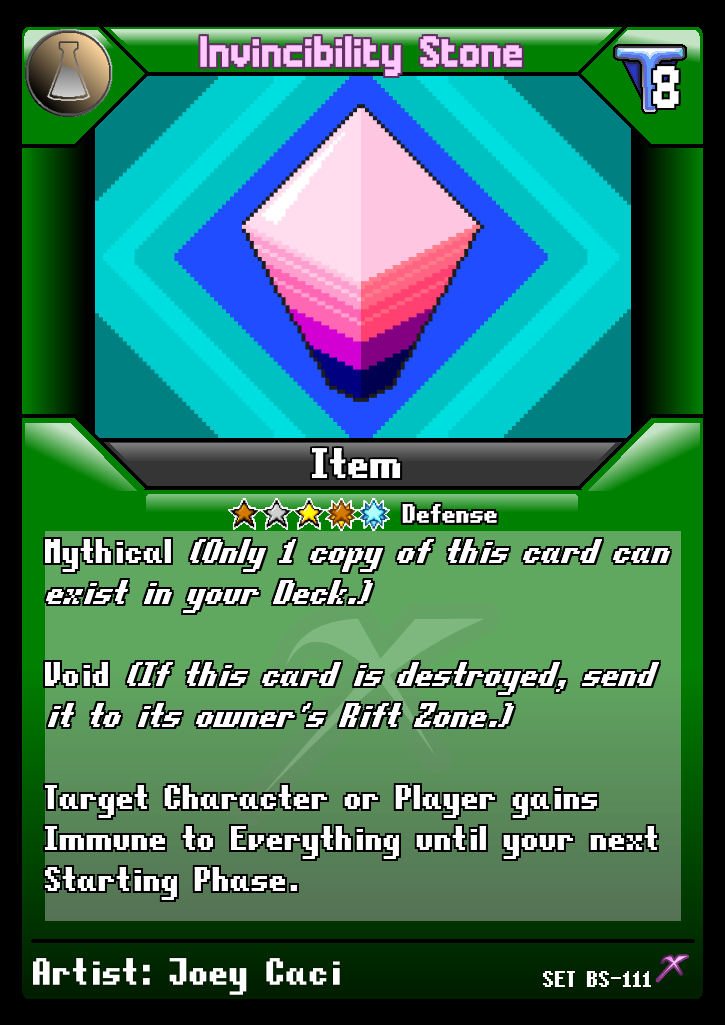 Invincibility Stone
T8
Item
Defense
Mythical (Only 1 copy of this card can
exist in your Deck.)
Void (If this card is destroyed, send
it to its owner's Rift Zone.)
Target Character or Player gains
Immune to Everything until your next
Starting Phase.
Artist: Joey Caci
SET BS-111